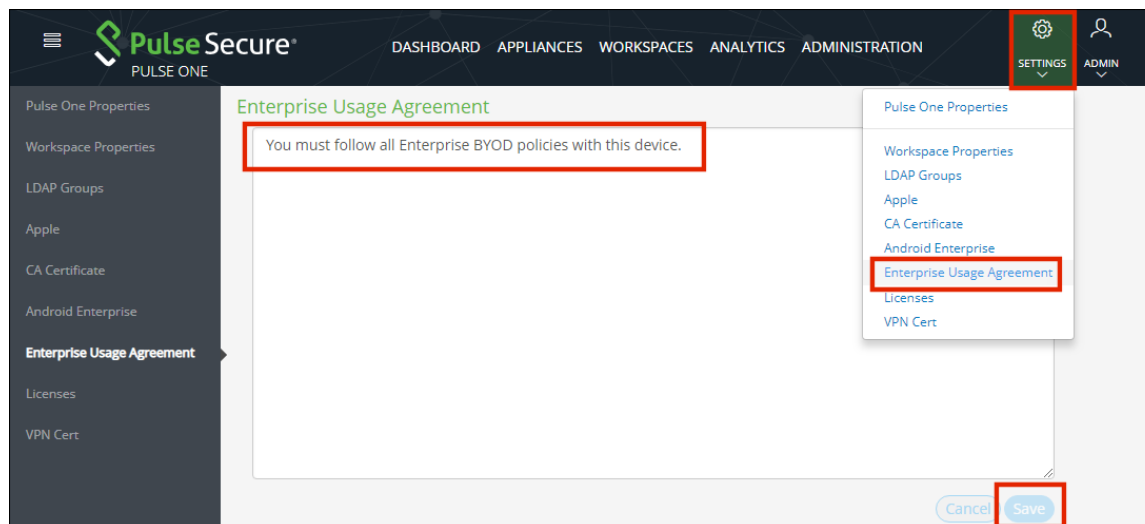 Pulse Secure®
PULSE ONE
DASHBOARD APPLIANCES WORKSPACES ANALYTICS ADMINISTRATION
SETTINGS
ADMIN
Pulse One Properties
Workspace Properties
LDAP Groups
Apple
CA Certificate
Android Enterprise
Enterprise Usage Agreement
Licenses
VPN Cert
Enterprise Usage Agreement
You must follow all Enterprise BYOD policies with this device.
Pulse One Properties
Workspace Properties
LDAP Groups
Apple
CA Certificate
Android Enterprise
Enterprise Usage Agreement
Licenses
VPN Cert
Cancel Save